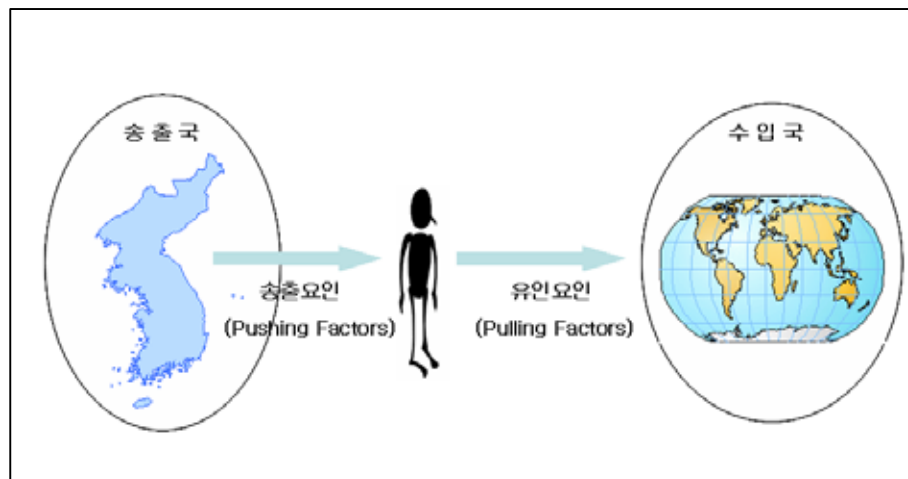 송 출 국
수 입 국
송출요인
(Pushing Factors)
유인요인
(Pulling Factors)